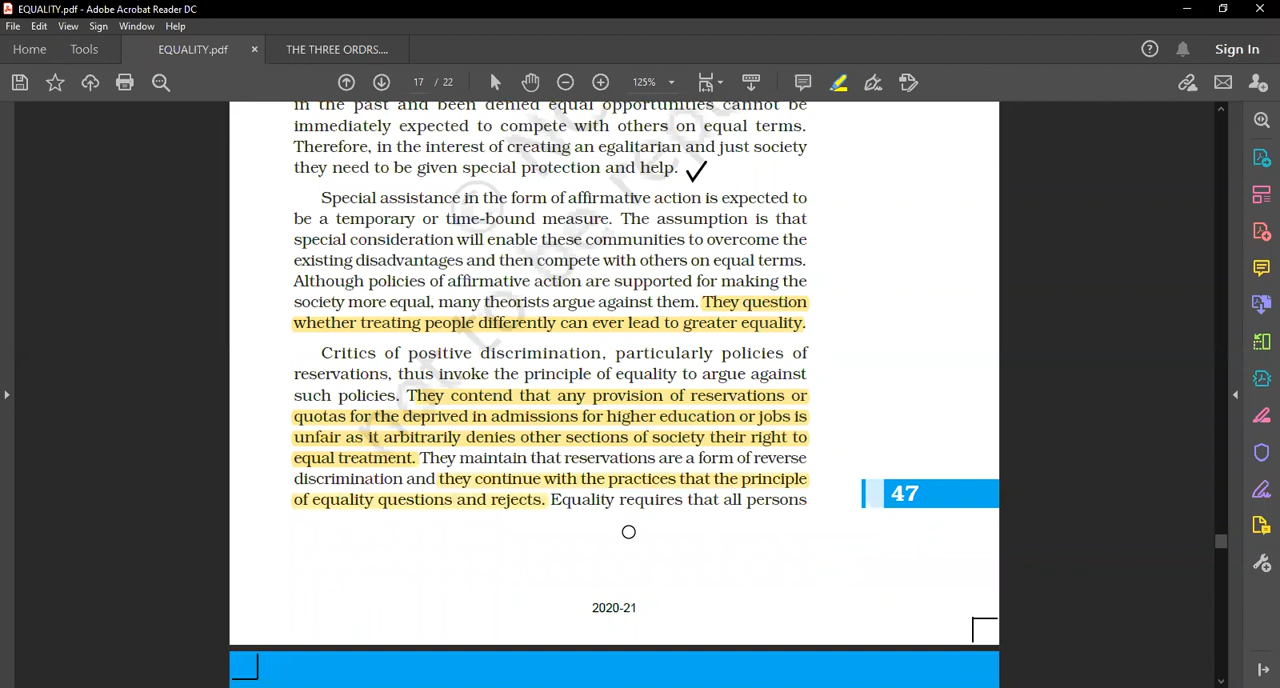 EQUALITY.pdf - Adobe Acrobat Reader DC
File Edit View Sign Window Help
Home Tools EQUALITY.pdf × THE THREE ORDRS.... Sign In
17 / 22 125%
in the past and been denied equal opportunities cannot be
immediately expected to compete with others on equal terms.
Therefore, in the interest of creating an egalitarian and just society
they need to be given special protection and help.
Special assistance in the form of affirmative action is expected to
be a temporary or time-bound measure. The assumption is that
special consideration will enable these communities to overcome the
existing disadvantages and then compete with others on equal terms.
Although policies of affirmative action are supported for making the
society more equal, many theorists argue against them. They question
whether treating people differently can ever lead to greater equality.
Critics of positive discrimination, particularly policies of
reservations, thus invoke the principle of equality to argue against
such policies. They contend that any provision of reservations or
quotas for the deprived in admissions for higher education or jobs is
unfair as it arbitrarily denies other sections of society their right to
equal treatment. They maintain that reservations are a form of reverse
discrimination and they continue with the practices that the principle
of equality questions and rejects. Equality requires that all persons
47
2020-21